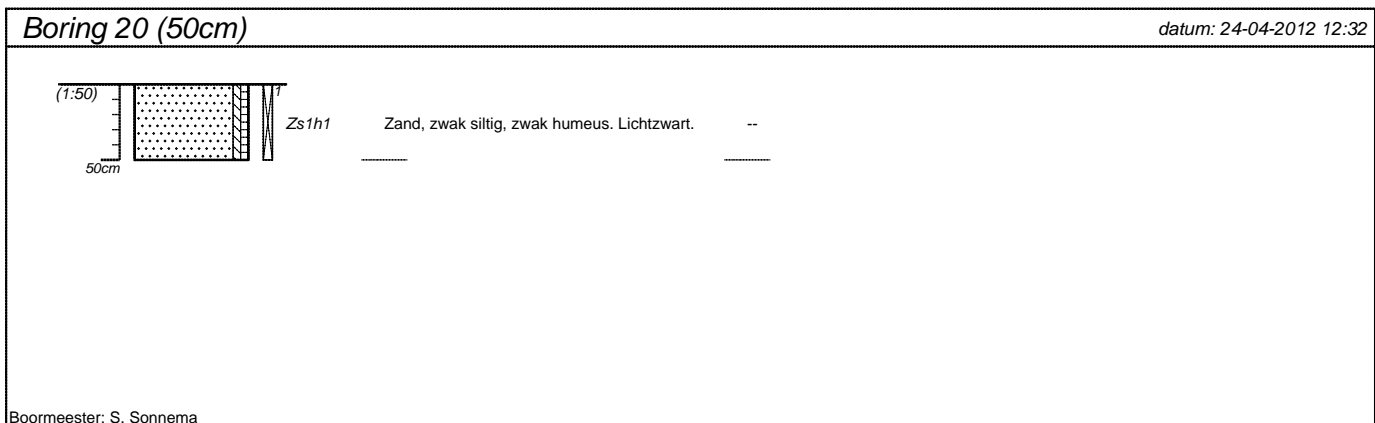 Boring 20 (50cm)
datum: 24-04-2012 12:32
(1:50)
1
Zs1h1
Zand, zwak siltig, zwak humeus. Lichtzwart.
--
50cm
Boormeester: S. Sonnema